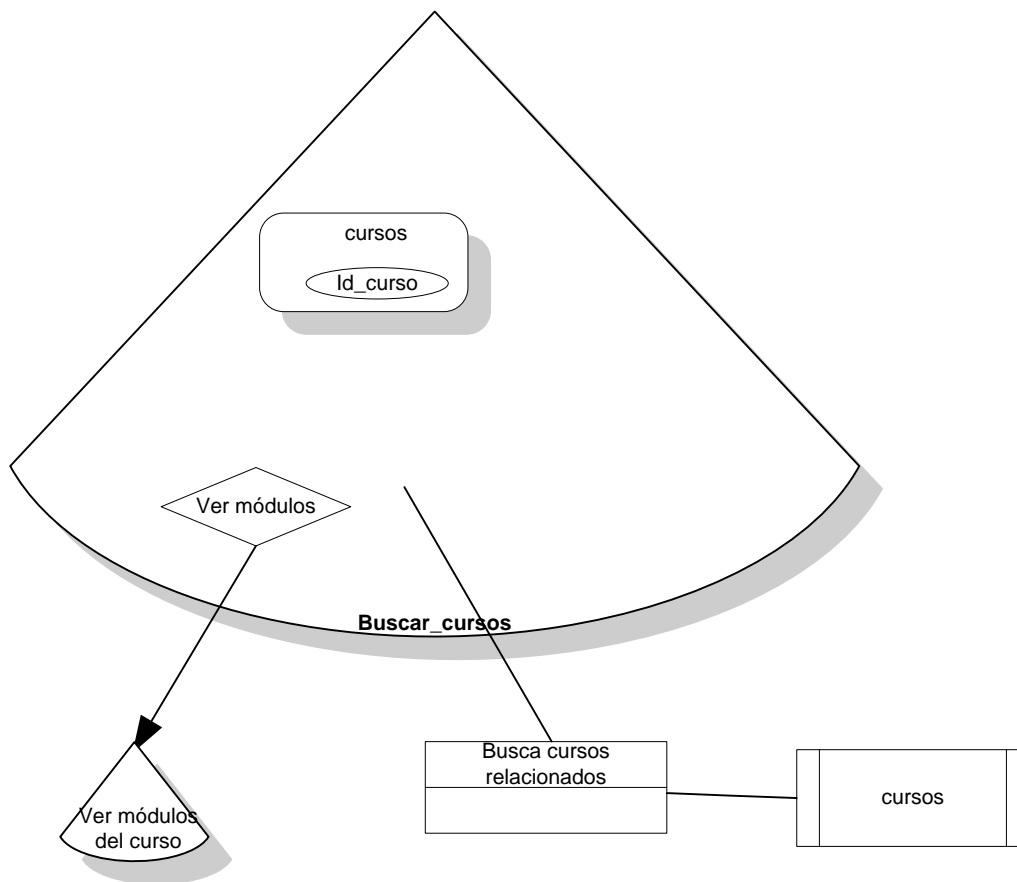 cursos
Id_curso
Ver módulos
Buscar_cursos
Busca cursos
relacionados
cursos
Ver módulos
del curso